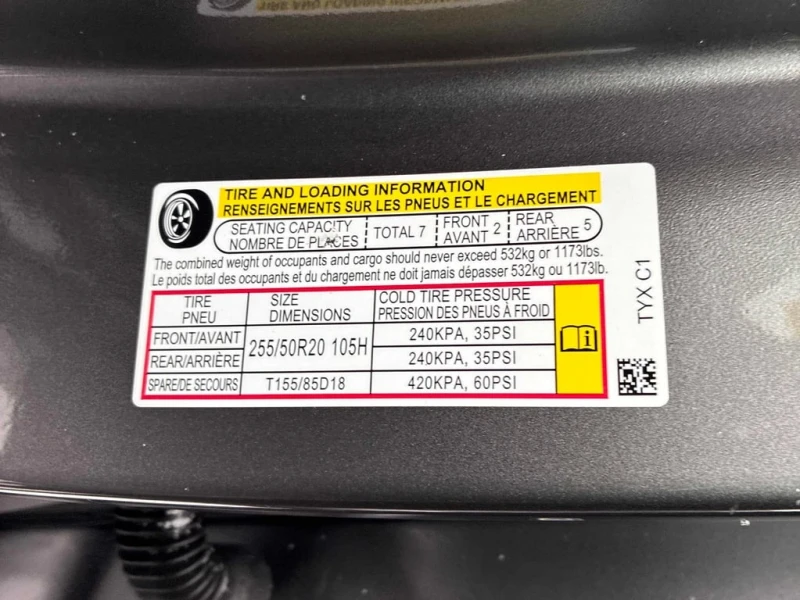 TIRE AND LOADING INFORMATION
RENSEIGNEMENTS SUR LES PNEUS ET LE CHARGEMENT
SEATING CAPACITY
NOMBRE DE PLACES
TOTAL 7
FRONT
AVANT 2
REAR
ARRIÈRE 5
The combined weight of occupants and cargo should never exceed 532kg or 1173lbs.
Le poids total des occupants et du chargement ne doit jamais dépasser 532kg ou 1173lb.
TIRE
PNEU
SIZE
DIMENSIONS
COLD TIRE PRESSURE
PRESSION DES PNEUS À FROID
FRONT/AVANT
255/50R20 105H
240KPA, 35PSI
REAR/ARRIÈRE
240KPA, 35PSI
SPARE/DE SECOURS
T155/85D18
420KPA, 60PSI
TYX C1